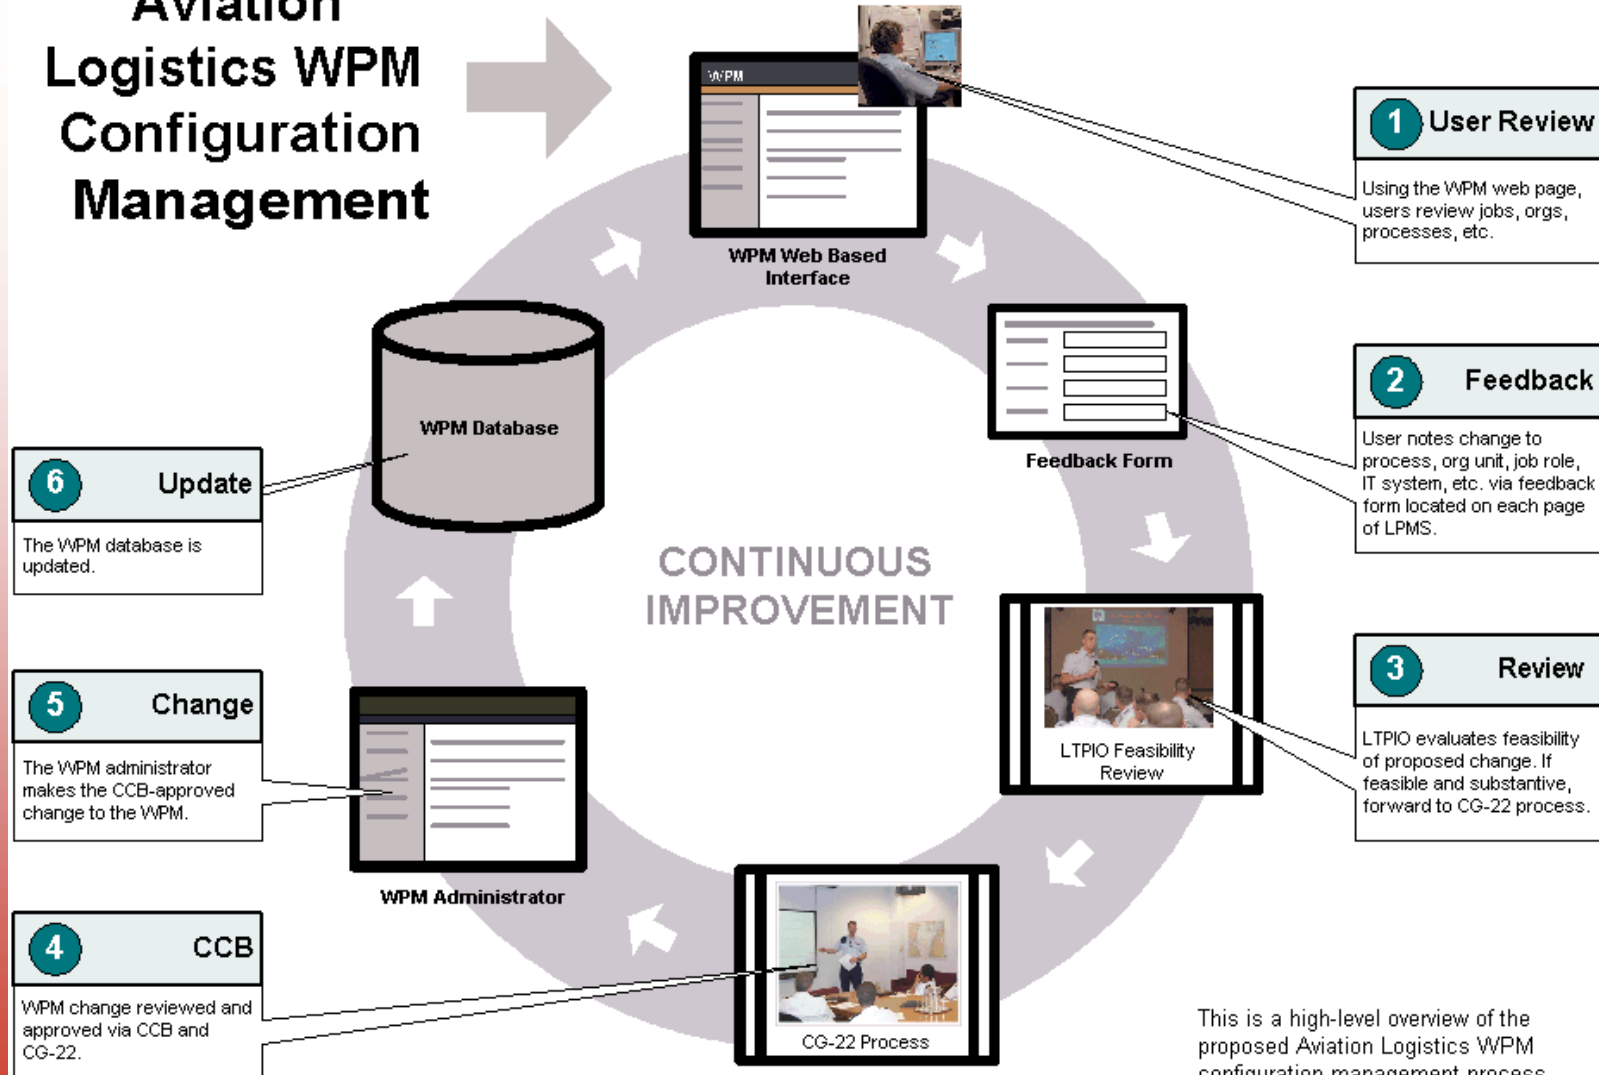 Aviation
Logistics WPM
Configuration
Management
WPM
WPM Web Based
Interface
1 User Review
Using the WPM web page,
users review jobs, orgs,
processes, etc.
Feedback Form
2 Feedback
User notes change to
process, org unit, job role,
IT system, etc. via feedback
form located on each page
of LPMS.
CONTINUOUS
IMPROVEMENT
LTPIO Feasibility
Review
3 Review
LTPIO evaluates feasibility
of proposed change. If
feasible and substantive,
forward to CG-22 process.
CG-22 Process
4 CCB
WPM change reviewed and
approved via CCB and
CG-22.
WPM Administrator
5 Change
The WPM administrator
makes the CCB-approved
change to the WPM.
WPM Database
6 Update
The WPM database is
updated.
This is a high-level overview of the
proposed Aviation Logistics WPM
configuration management process